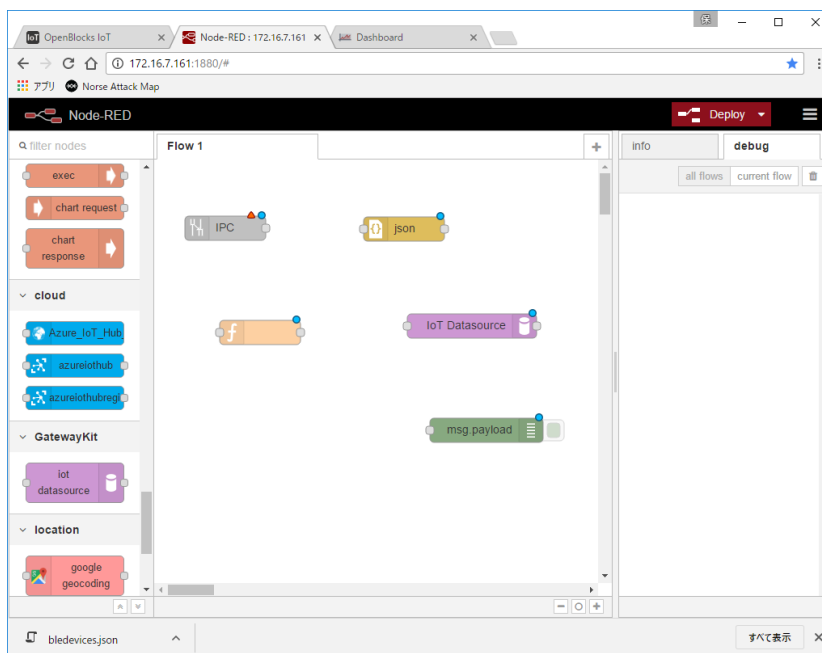 保
OpenBlocks IoT
Node-RED : 172.16.7.161
Dashboard
172.16.7.161:1880/#
アプリ
Norse Attack Map
Node-RED
Deploy
filter nodes
Flow 1
info
debug
all flows
current flow
exec
chart request
chart
response
cloud
Azure_IoT_Hub
azureiothub
azureiothubregi
GatewayKit
iot
datasource
location
google
geocoding
IPC
json
IoT Datasource
msg.payload
bledevices.json
すべて表示